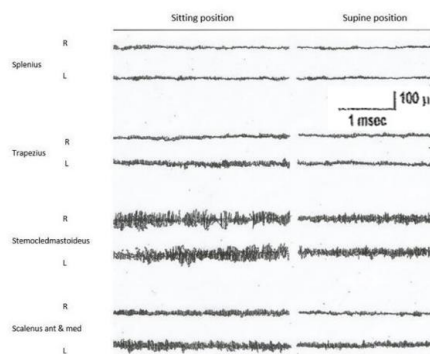 Sitting position Supine position
R
Splenius
L
100 μ
1 msec
R
Trapezius
L
R
Sternocledmastoideus
L
R
Scalenus ant & med
L